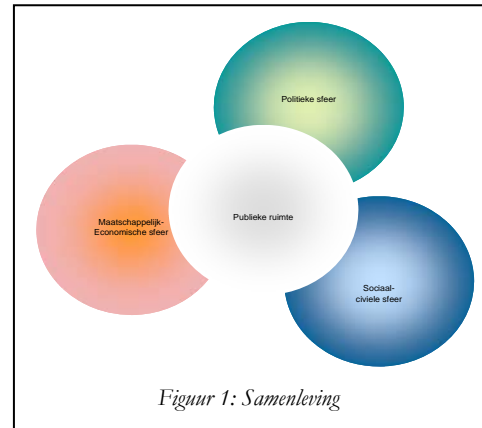 Politieke sfeer
Publieke ruimte
Maatschappelijk-
Economische sfeer
Sociaal-
civiele sfeer
Figuur 1: Samenleving